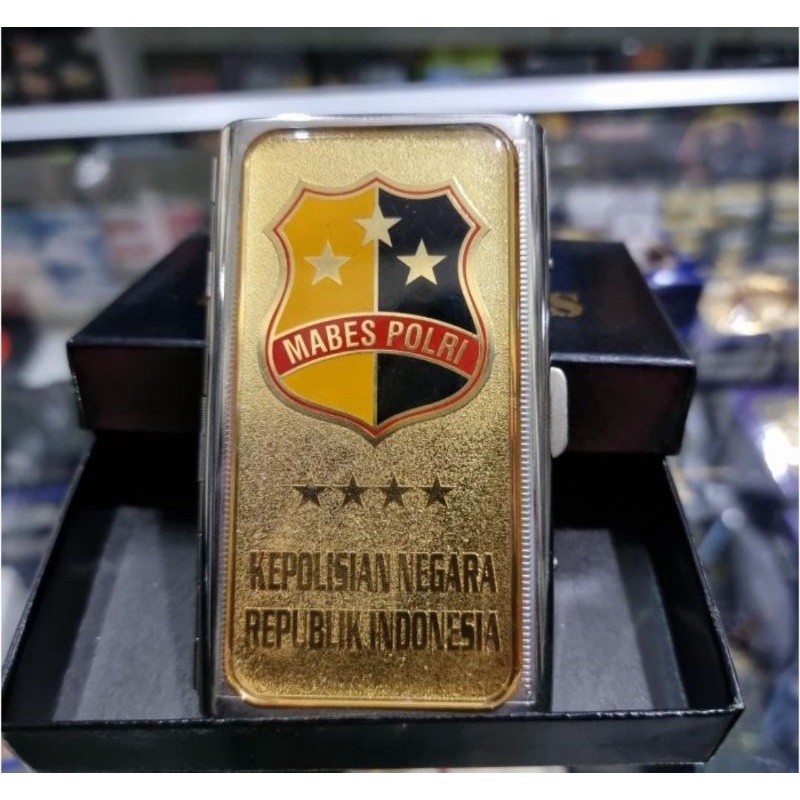 MABES POLRI
KEPOLISIAN NEGARA
REPUBLIK INDONESIA